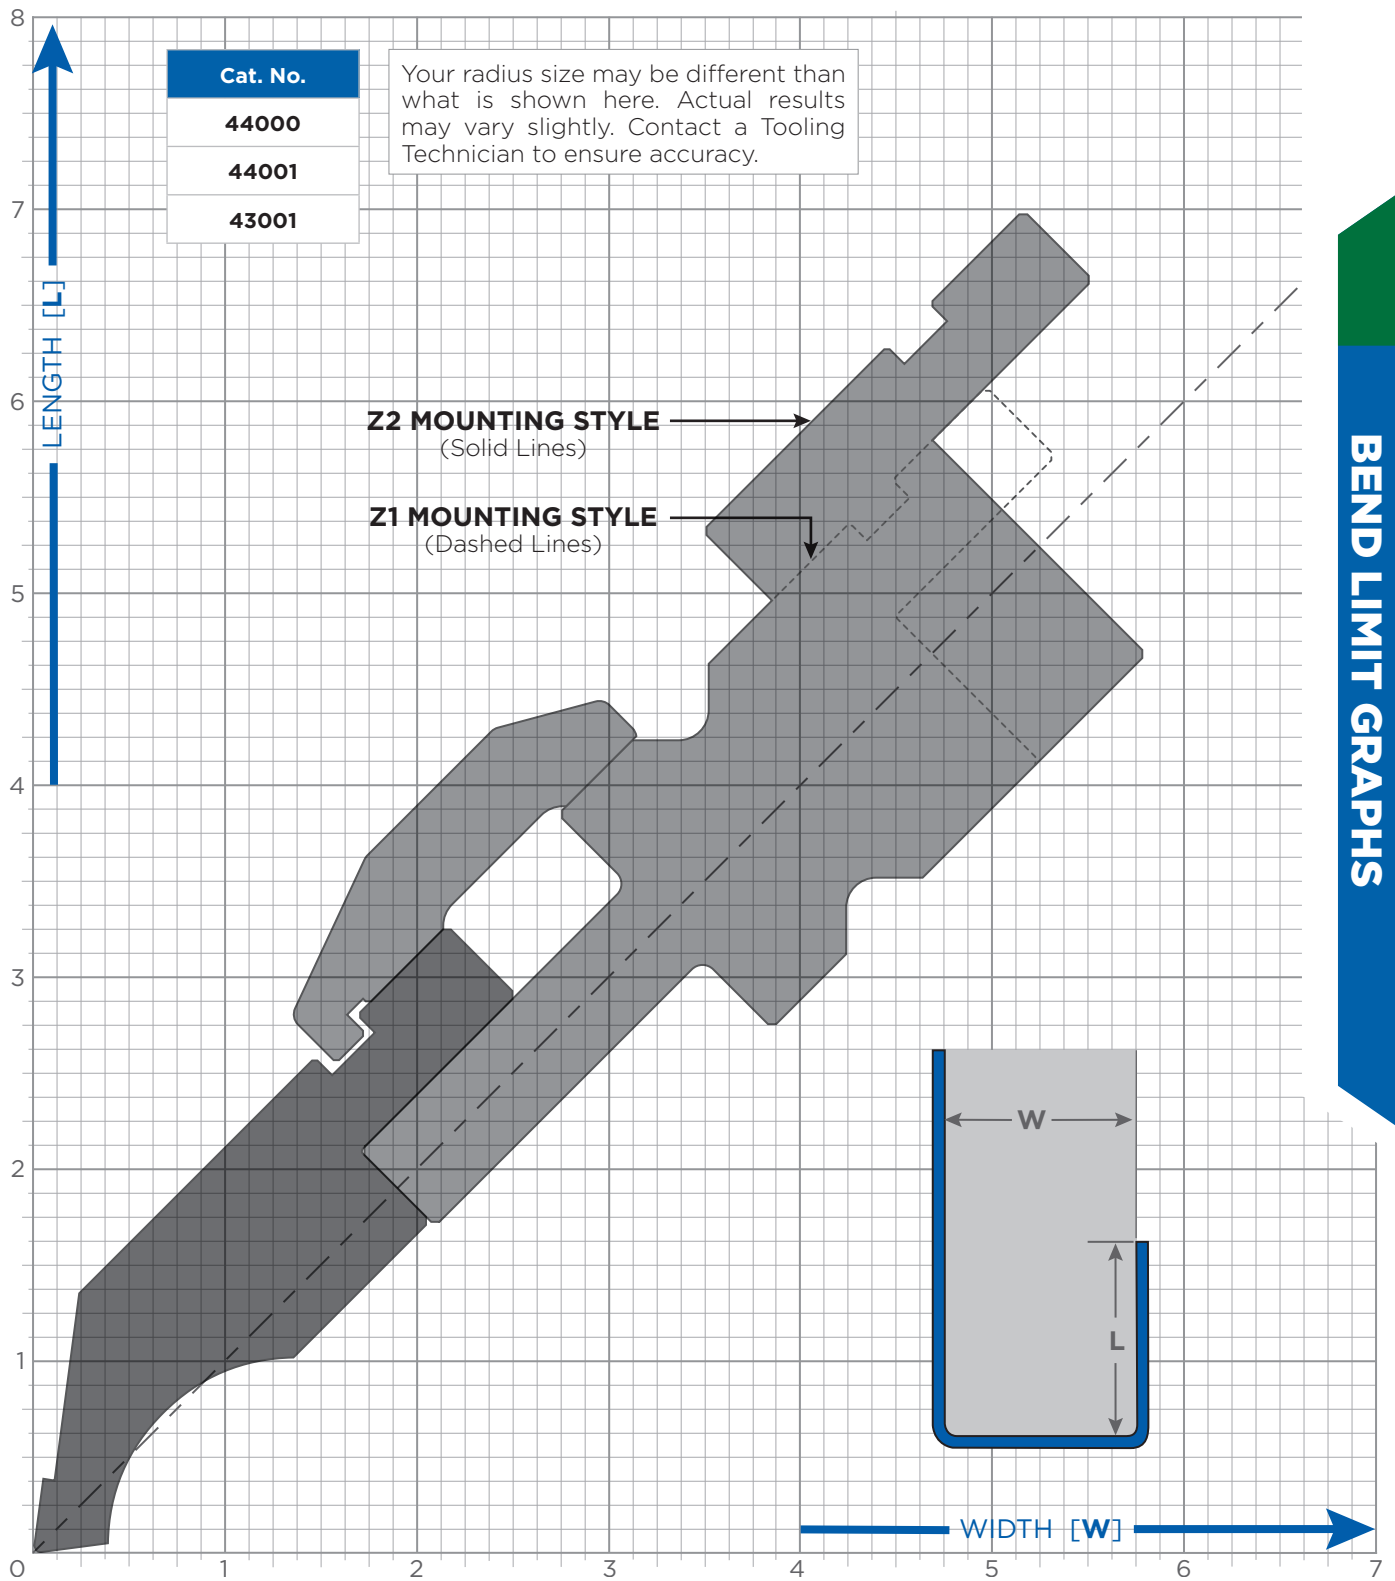 8
Cat. No.
44000
44001
43001
Your radius size may be different than
what is shown here. Actual results
may vary slightly. Contact a Tooling
Technician to ensure accuracy.
7
LENGTH [L]
6
Z2 MOUNTING STYLE
(Solid Lines)
Z1 MOUNTING STYLE
(Dashed Lines)
BEND LIMIT GRAPHS
5
4
3
W
2
L
1
WIDTH [W]
0 1 2 3 4 5 6 7